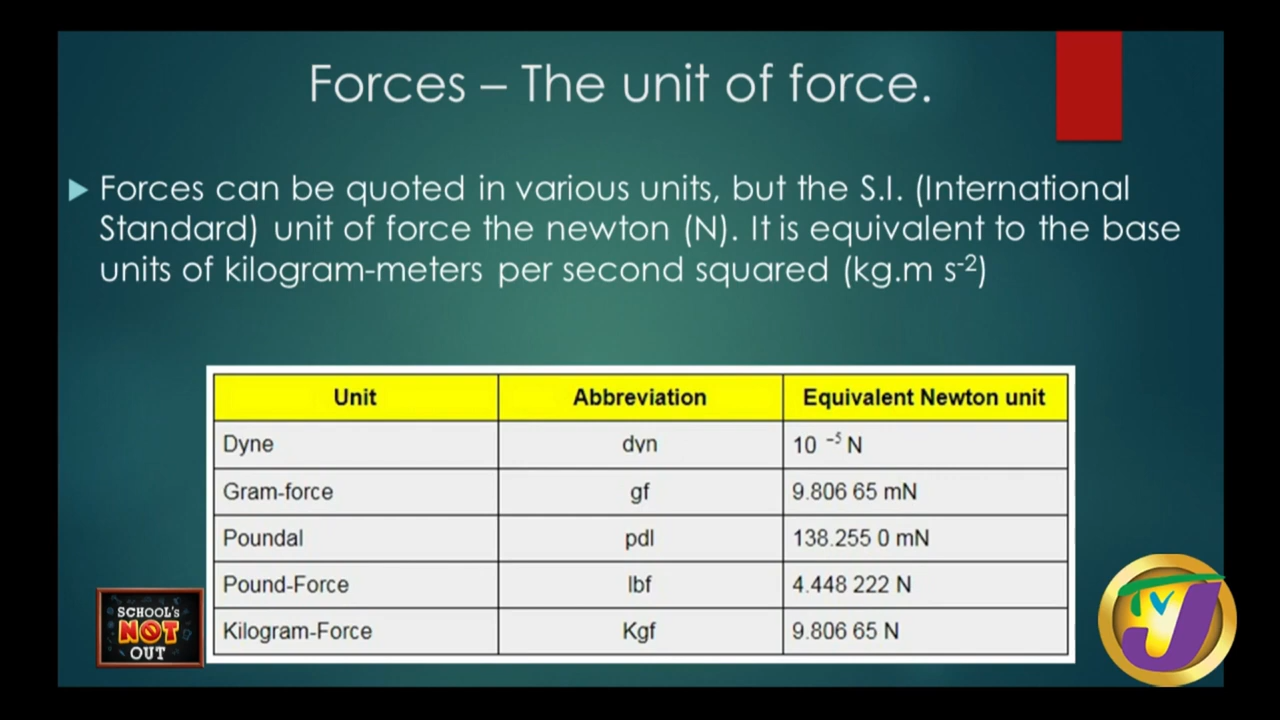 Forces – The unit of force.
Forces can be quoted in various units, but the S.I. (International
Standard) unit of force the newton (N). It is equivalent to the base
units of kilogram-meters per second squared (kg.m s⁻²)
Unit Abbreviation Equivalent Newton unit
Dyne dvn 10 ⁻⁵ N
Gram-force gf 9.806 65 mN
Poundal pdl 138.255 0 mN
Pound-Force lbf 4.448 222 N
Kilogram-Force Kgf 9.806 65 N
SCHOOL's
NOT
OUT
TVJ